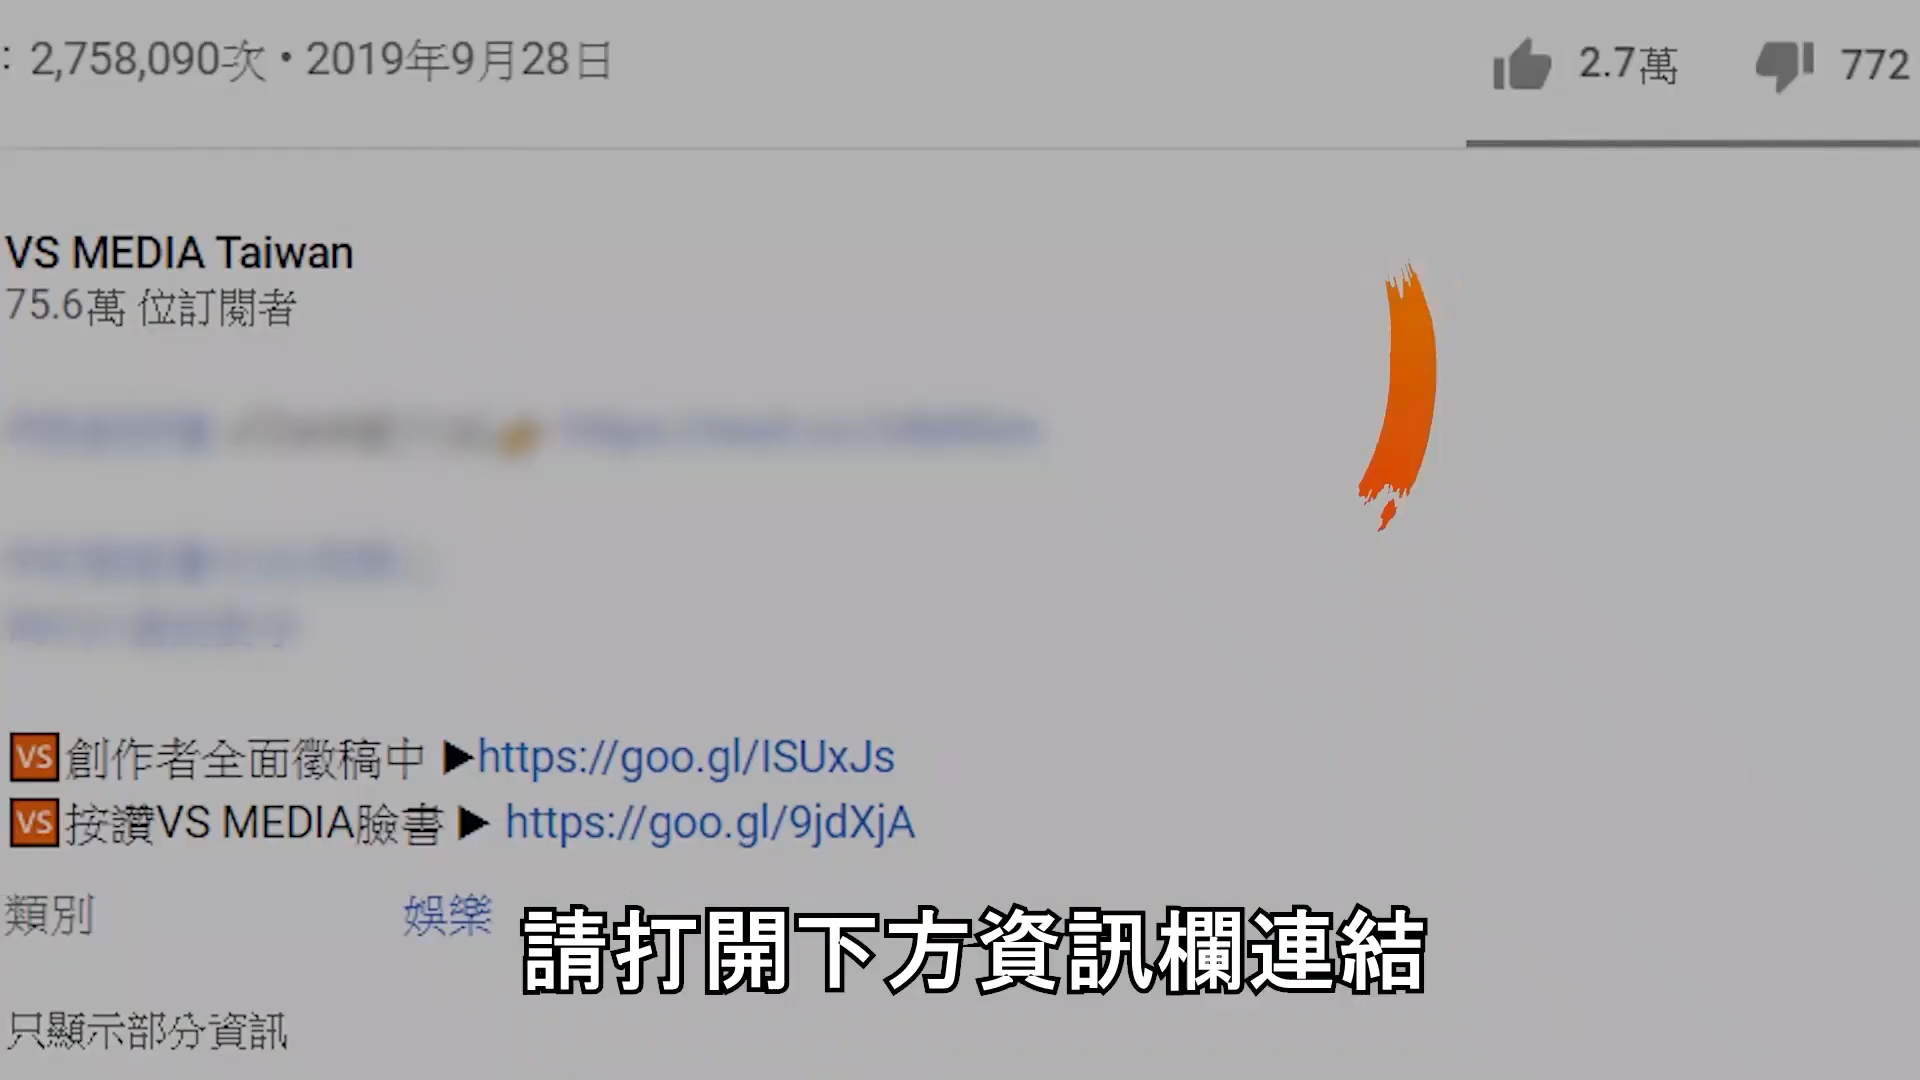 : 2,758,090次 • 2019年9月28日
2.7萬
772
VS MEDIA Taiwan
75.6萬 位訂閱者
VS 創作者全面徵稿中 ▶https://goo.gl/ISUxJs
VS 按讚VS MEDIA臉書 ▶ https://goo.gl/9jdXjA
類別 娛樂
請打開下方資訊欄連結
只顯示部分資訊